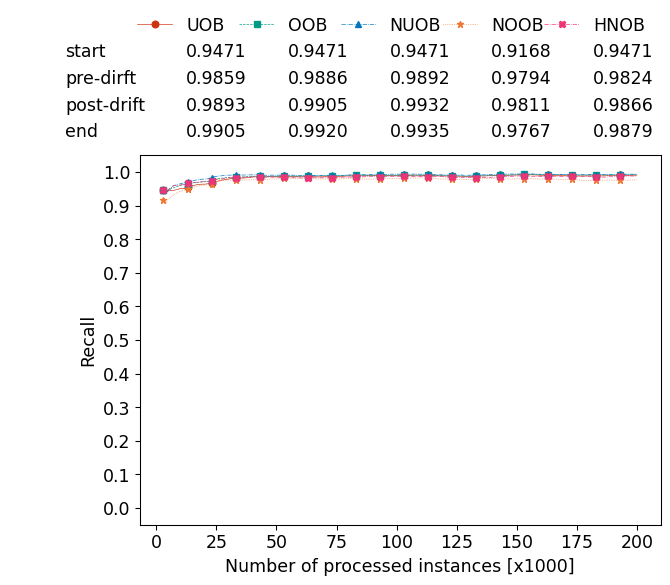 UOB OOB NUOB NOOB HNOB
start 0.9471 0.9471 0.9471 0.9168 0.9471
pre-dirft 0.9859 0.9886 0.9892 0.9794 0.9824
post-drift 0.9893 0.9905 0.9932 0.9811 0.9866
end 0.9905 0.9920 0.9935 0.9767 0.9879
1.0
0.9
0.8
0.7
0.6
0.5
0.4
0.3
0.2
0.1
0.0
Recall
0 25 50 75 100 125 150 175 200
Number of processed instances [x1000]